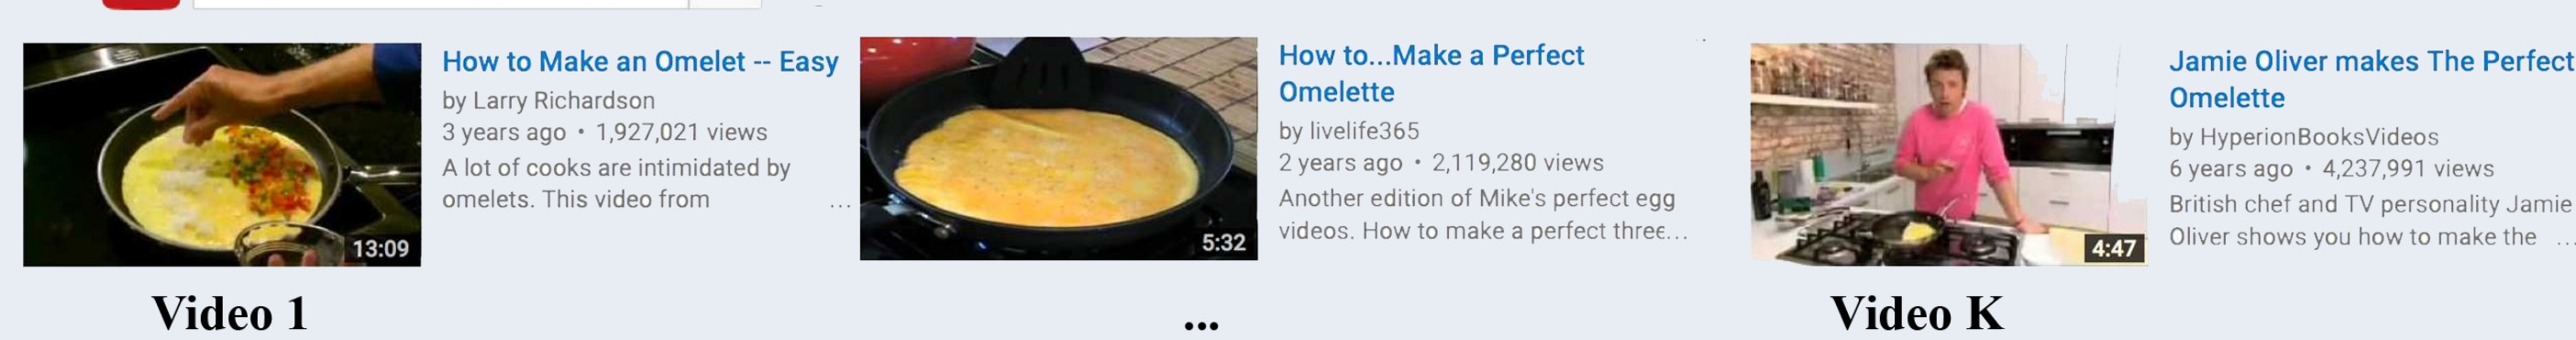 How to Make an Omelet -- Easy
by Larry Richardson
3 years ago • 1,927,021 views
A lot of cooks are intimidated by
omelets. This video from ...
13:09
Video 1
How to...Make a Perfect
Omelette
by livelife365
2 years ago • 2,119,280 views
Another edition of Mike's perfect egg
videos. How to make a perfect three...
5:32
...
Jamie Oliver makes The Perfect
Omelette
by HyperionBooksVideos
6 years ago • 4,237,991 views
British chef and TV personality Jamie
Oliver shows you how to make the ...
4:47
Video K